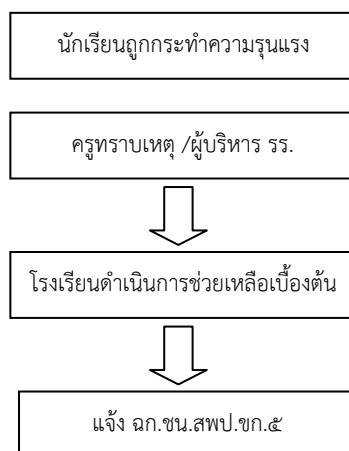 นักเรียนถูกกระทำความรุนแรง
ครูทราบเหตุ /ผู้บริหาร รร.
โรงเรียนดำเนินการช่วยเหลือเบื้องต้น
แจ้ง ฉก.ชน.สพป.ขก.๕